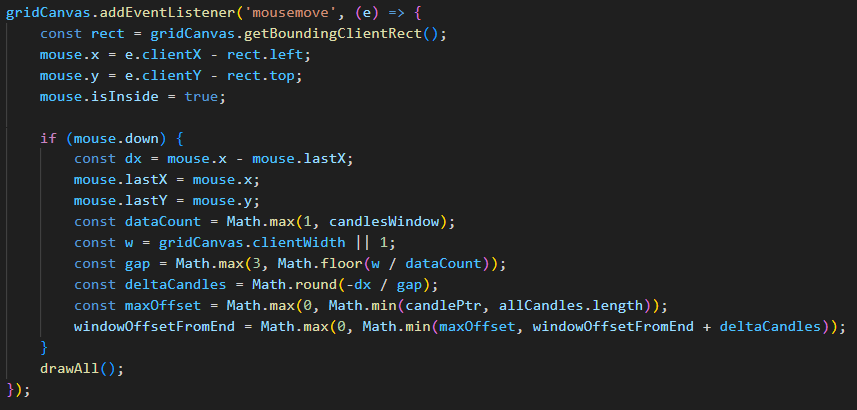 gridCanvas.addEventListener('mousemove', (e) => {
    const rect = gridCanvas.getBoundingClientRect();
    mouse.x = e.clientX - rect.left;
    mouse.y = e.clientY - rect.top;
    mouse.isInside = true;

    if (mouse.down) {
        const dx = mouse.x - mouse.lastX;
        mouse.lastX = mouse.x;
        mouse.lastY = mouse.y;
        const dataCount = Math.max(1, candlesWindow);
        const w = gridCanvas.clientWidth || 1;
        const gap = Math.max(3, Math.floor(w / dataCount));
        const deltaCandles = Math.round(-dx / gap);
        const maxOffset = Math.max(0, Math.min(candlePtr, allCandles.length));
        windowOffsetFromEnd = Math.max(0, Math.min(maxOffset, windowOffsetFromEnd + deltaCandles));
    }
    drawAll();
});